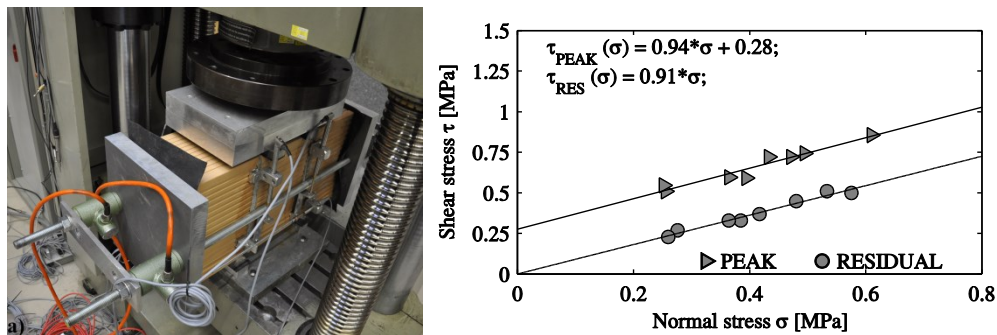 a)
τPEAK (σ) = 0.94*σ + 0.28;
τRES (σ) = 0.91*σ;
Shear stress τ [MPa]
1.5
1.25
1
0.75
0.5
0.25
0
PEAK RESIDUAL
0 0.2 0.4 0.6 0.8
Normal stress σ [MPa]